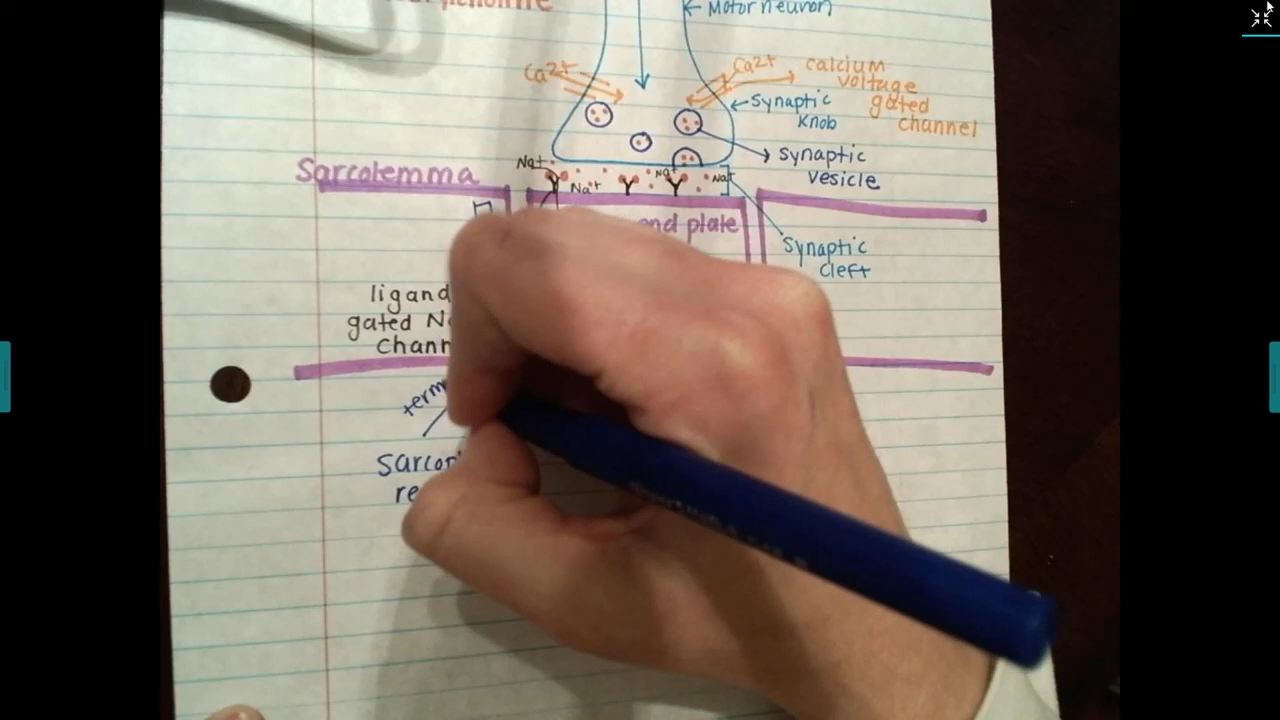 Motor neuron
Ca2+
Ca2+
calcium
voltage
gated
channel
Synaptic
Knob
Synaptic
vesicle
Na+
Na+
Na+
Na+
Sarcolemma
end plate
Synaptic
cleft
ligand
gated